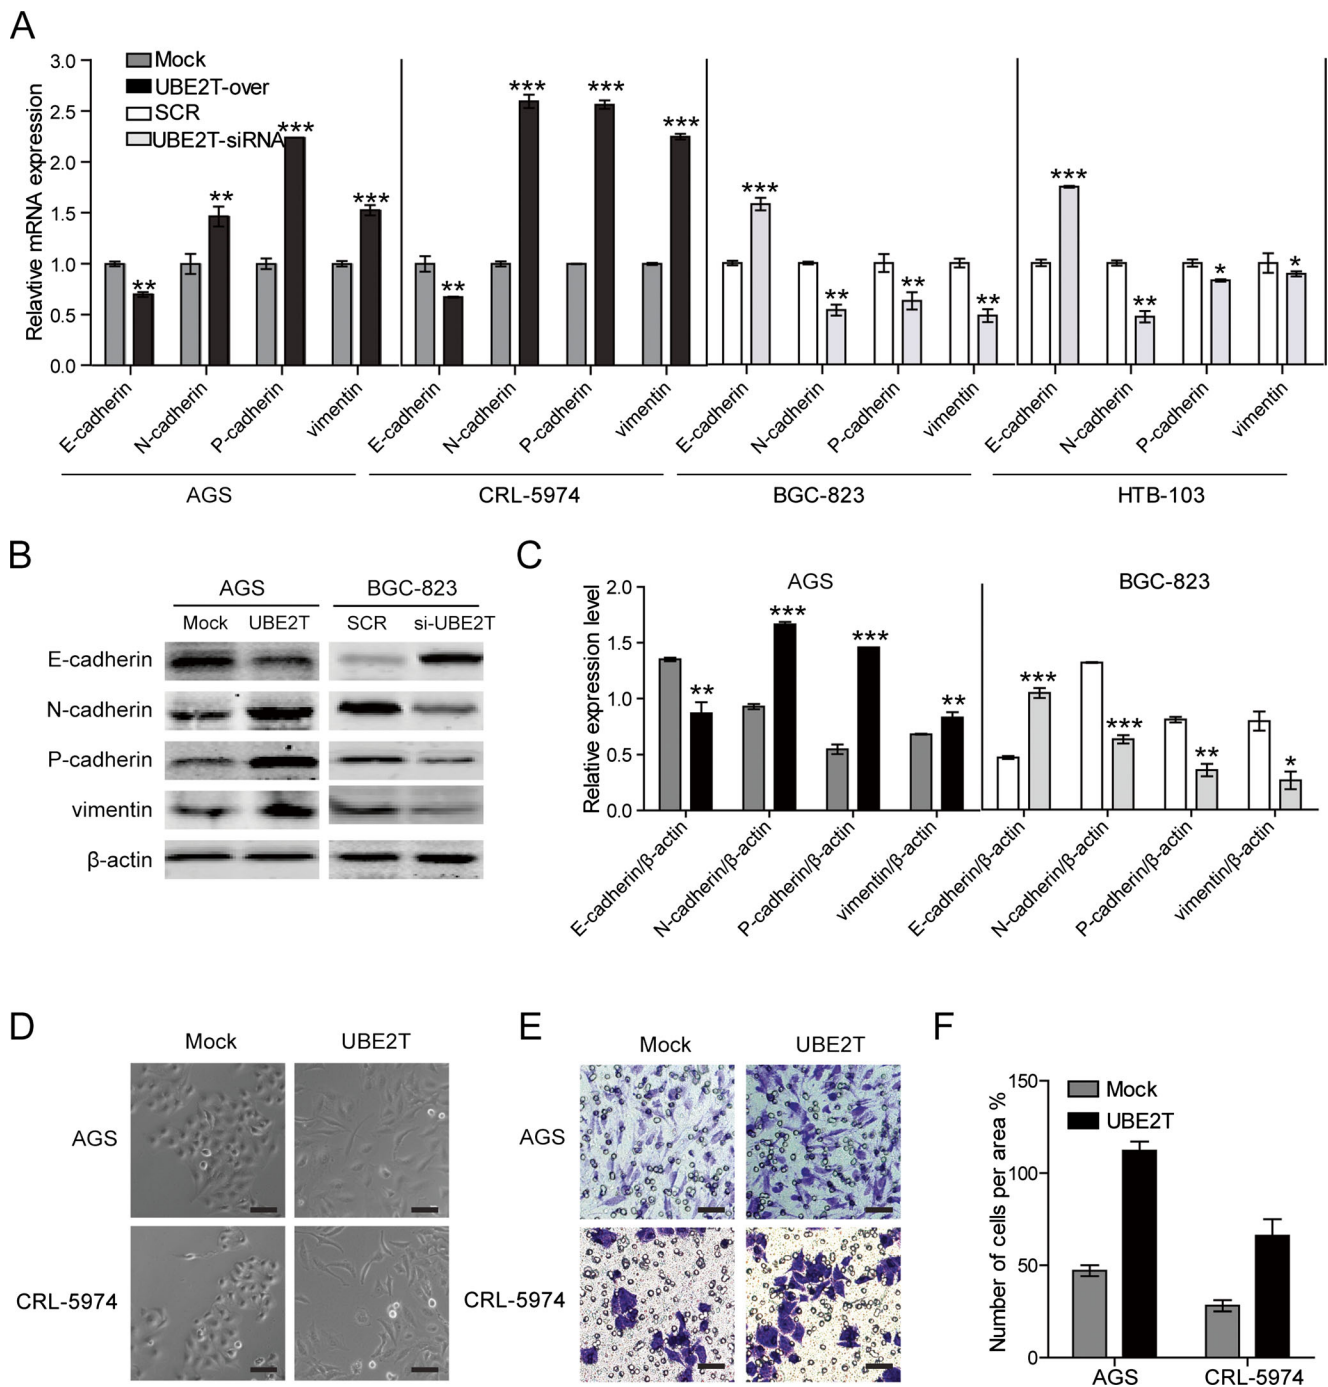 A
Relavtive mRNA expression
3.0
2.5
2.0
1.5
1.0
0.5
0.0
Mock
UBE2T-over
SCR
UBE2T-siRNA
** ** *** ***
** *** *** ***
*** ** ** **
*** ** * *
E-cadherin N-cadherin P-cadherin vimentin
E-cadherin N-cadherin P-cadherin vimentin
E-cadherin N-cadherin P-cadherin vimentin
E-cadherin N-cadherin P-cadherin vimentin
AGS CRL-5974 BGC-823 HTB-103
B
AGS BGC-823
Mock UBE2T SCR si-UBE2T
E-cadherin
N-cadherin
P-cadherin
vimentin
β-actin
C
Relative expression level
2.0
1.5
1.0
0.5
0.0
AGS BGC-823
** *** *** **
*** *** ** *
E-cadherin/β-actin N-cadherin/β-actin P-cadherin/β-actin vimentin/β-actin
E-cadherin/β-actin N-cadherin/β-actin P-cadherin/β-actin vimentin/β-actin
D
Mock UBE2T
AGS
CRL-5974
E
Mock UBE2T
AGS
CRL-5974
F
Number of cells per area %
150
100
50
0
Mock
UBE2T
AGS CRL-5974